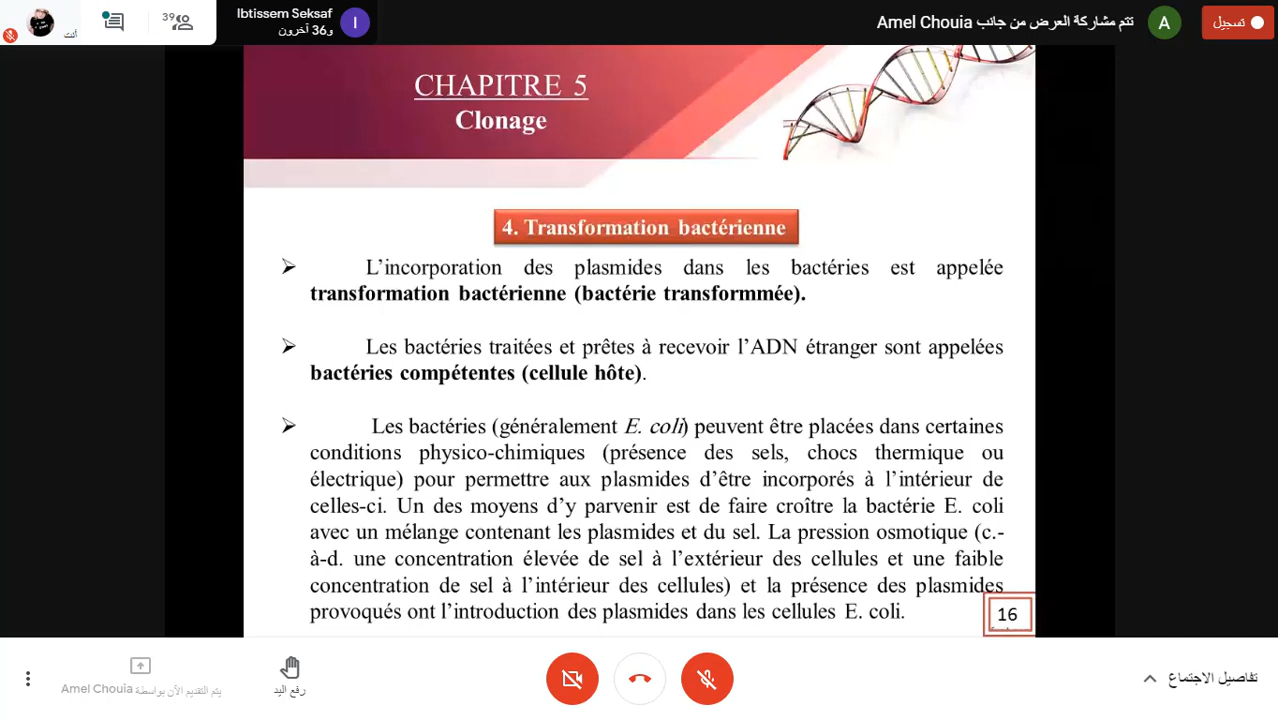 39
أنت
Ibtissem Seksaf
و36 آخرون
I
تتم مشاركة العرض من جانب Amel Chouia
A
تسجيل
CHAPITRE 5
Clonage
4. Transformation bactérienne
➢ L’incorporation des plasmides dans les bactéries est appelée
transformation bactérienne (bactérie transformmée).
➢ Les bactéries traitées et prêtes à recevoir l’ADN étranger sont appelées
bactéries compétentes (cellule hôte).
➢ Les bactéries (généralement E. coli) peuvent être placées dans certaines
conditions physico-chimiques (présence des sels, chocs thermique ou
électrique) pour permettre aux plasmides d’être incorporés à l’intérieur de
celles-ci. Un des moyens d’y parvenir est de faire croître la bactérie E. coli
avec un mélange contenant les plasmides et du sel. La pression osmotique (c.-
à-d. une concentration élevée de sel à l’extérieur des cellules et une faible
concentration de sel à l’intérieur des cellules) et la présence des plasmides
provoqués ont l’introduction des plasmides dans les cellules E. coli.
16
يتم التقديم الآن بواسطة Amel Chouia
رفع اليد
تفاصيل الاجتماع